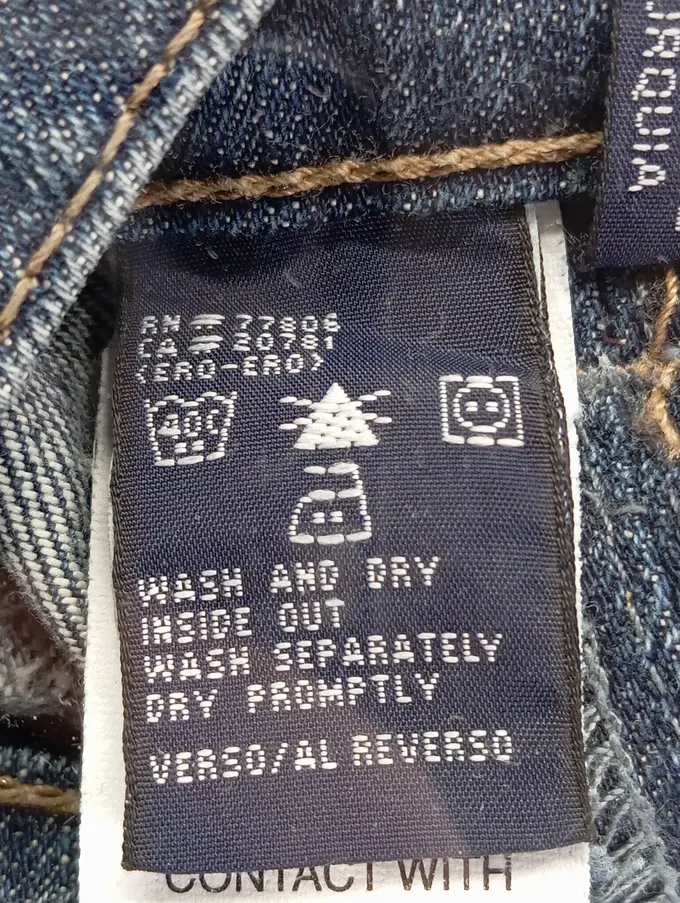 RN = 77806
CA = 20781
(ERO-ERO)
40
WASH AND DRY
INSIDE OUT
WASH SEPARATELY
DRY PROMPTLY
VERSO/AL REVERSO
CONTACT WITH